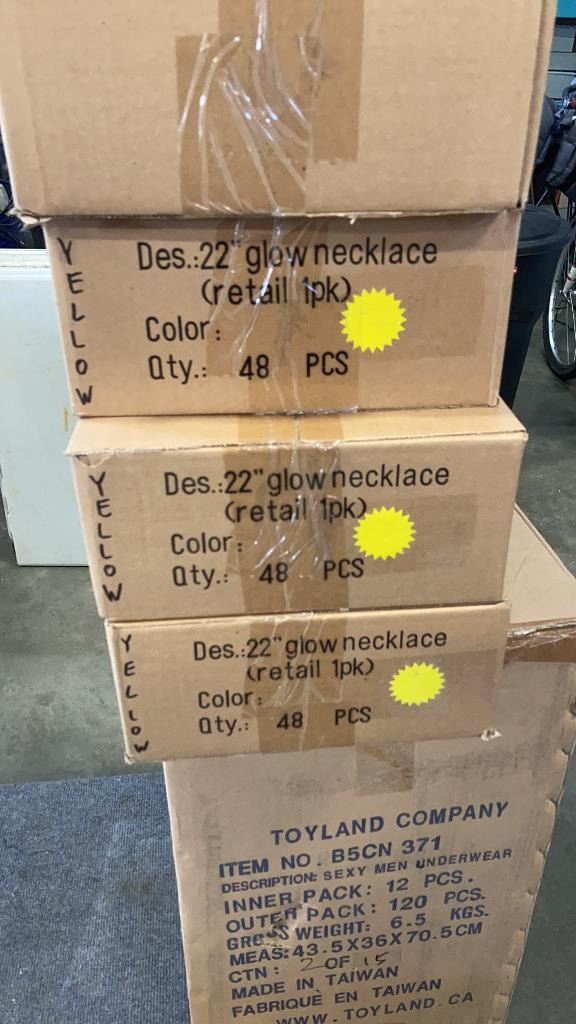 YELLOW
Des.:22" glow necklace
(retail 1pk)
Color:
Qty.: 48 PCS
YELLOW
Des.:22" glow necklace
(retail 1pk)
Color:
Qty.: 48 PCS
YELLOW
Des.:22" glow necklace
(retail 1pk)
Color:
Qty.: 48 PCS
TOYLAND COMPANY
ITEM NO. B5CN 371
DESCRIPTION: SEXY MEN UNDERWEAR
INNER PACK: 12 PCS.
OUTER PACK: 120 PCS.
GROSS WEIGHT: 6.5 KGS.
MEAS: 43.5X36X70.5CM
CTN: 2 OF 15
MADE IN TAIWAN
FABRIQUÈ EN TAIWAN
WWW.TOYLAND.CA